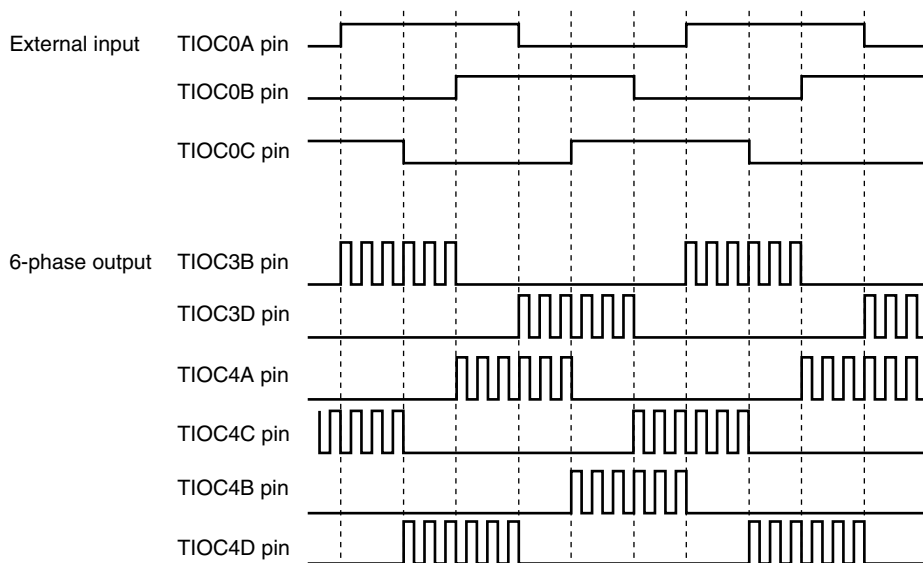 External input TIOC0A pin
TIOC0B pin
TIOC0C pin
6-phase output TIOC3B pin
TIOC3D pin
TIOC4A pin
TIOC4C pin
TIOC4B pin
TIOC4D pin